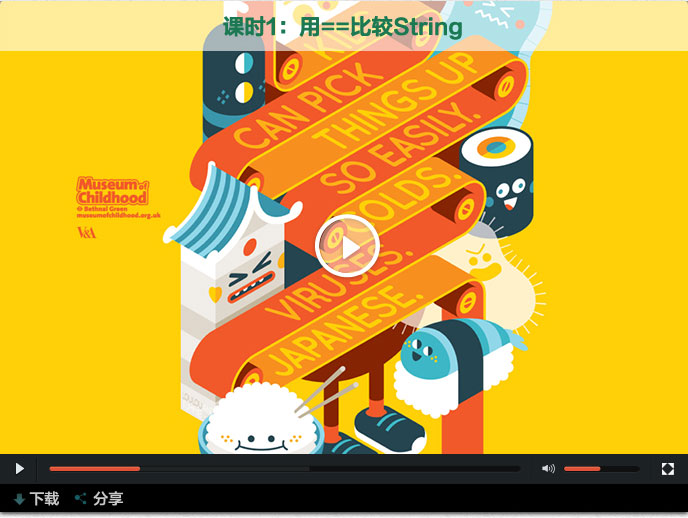 课时1：用==比较String
KI
CAN PICK
THINGS UP
SO EASILY.
COLDS.
VIRUSES.
JAPANESE.
Museum of
Childhood
Bethnal Green
museumofchildhood.org.uk
V&A
下载 分享